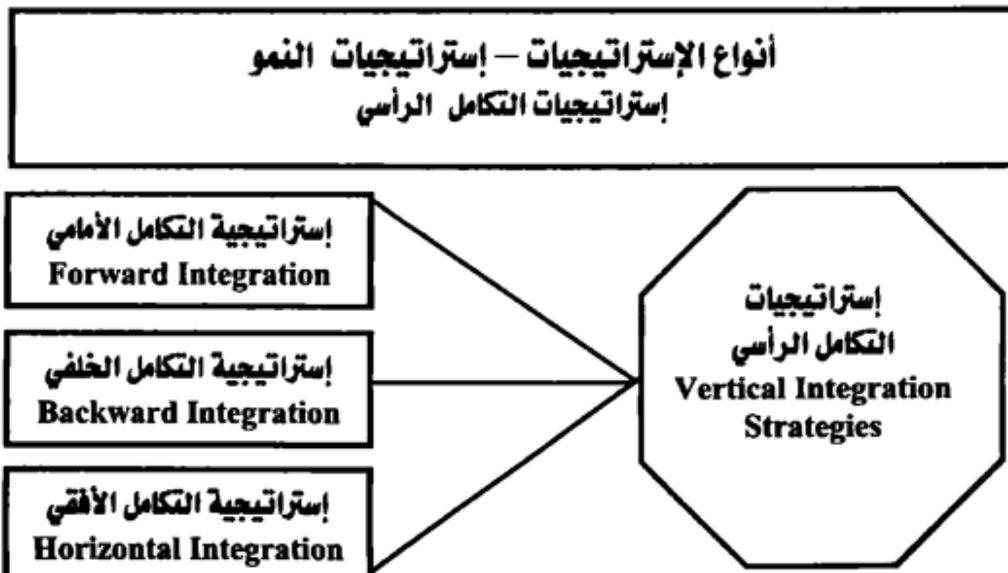 أنواع الإستراتيجيات – إستراتيجيات النمو
إستراتيجيات التكامل الرأسي
إستراتيجيات
التكامل الرأسي
Vertical Integration
Strategies
إستراتيجية التكامل الأمامي
Forward Integration
إستراتيجية التكامل الخلفي
Backward Integration
إستراتيجية التكامل الأفقي
Horizontal Integration